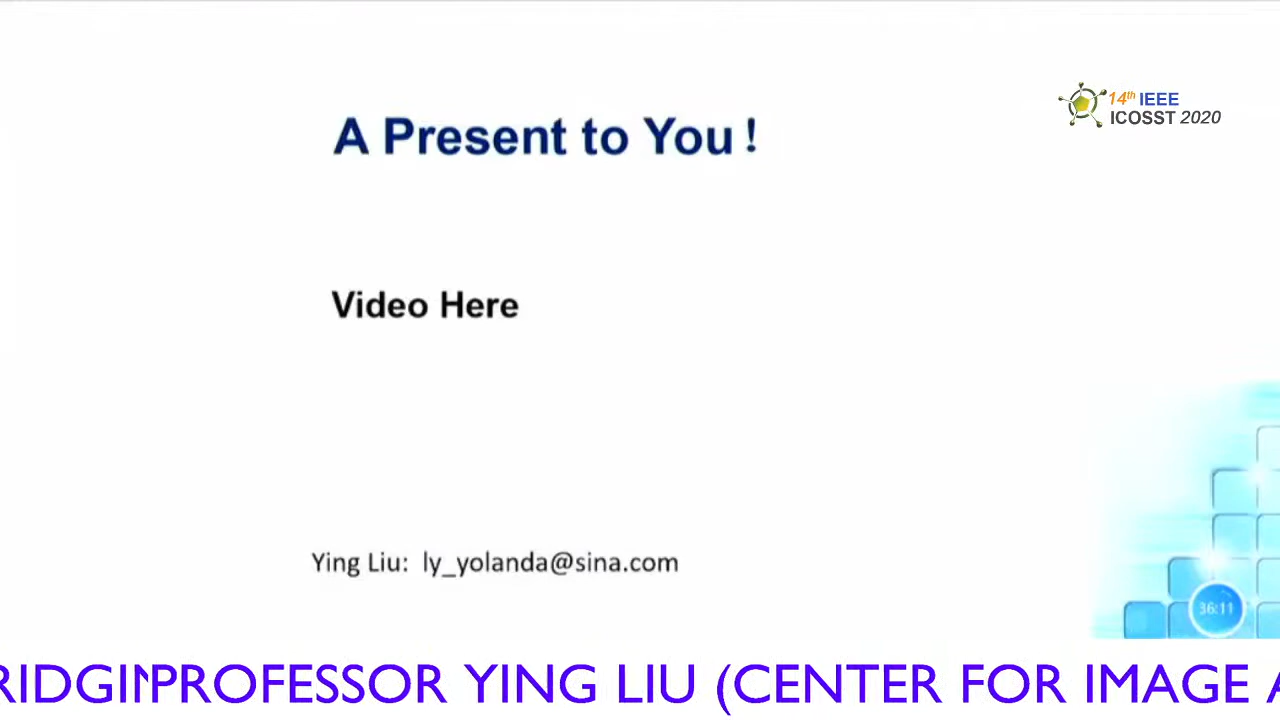 14th IEEE
ICOSST 2020
A Present to You!
Video Here
Ying Liu: ly_yolanda@sina.com
36:11
PROFESSOR YING LIU (CENTER FOR IMAGE